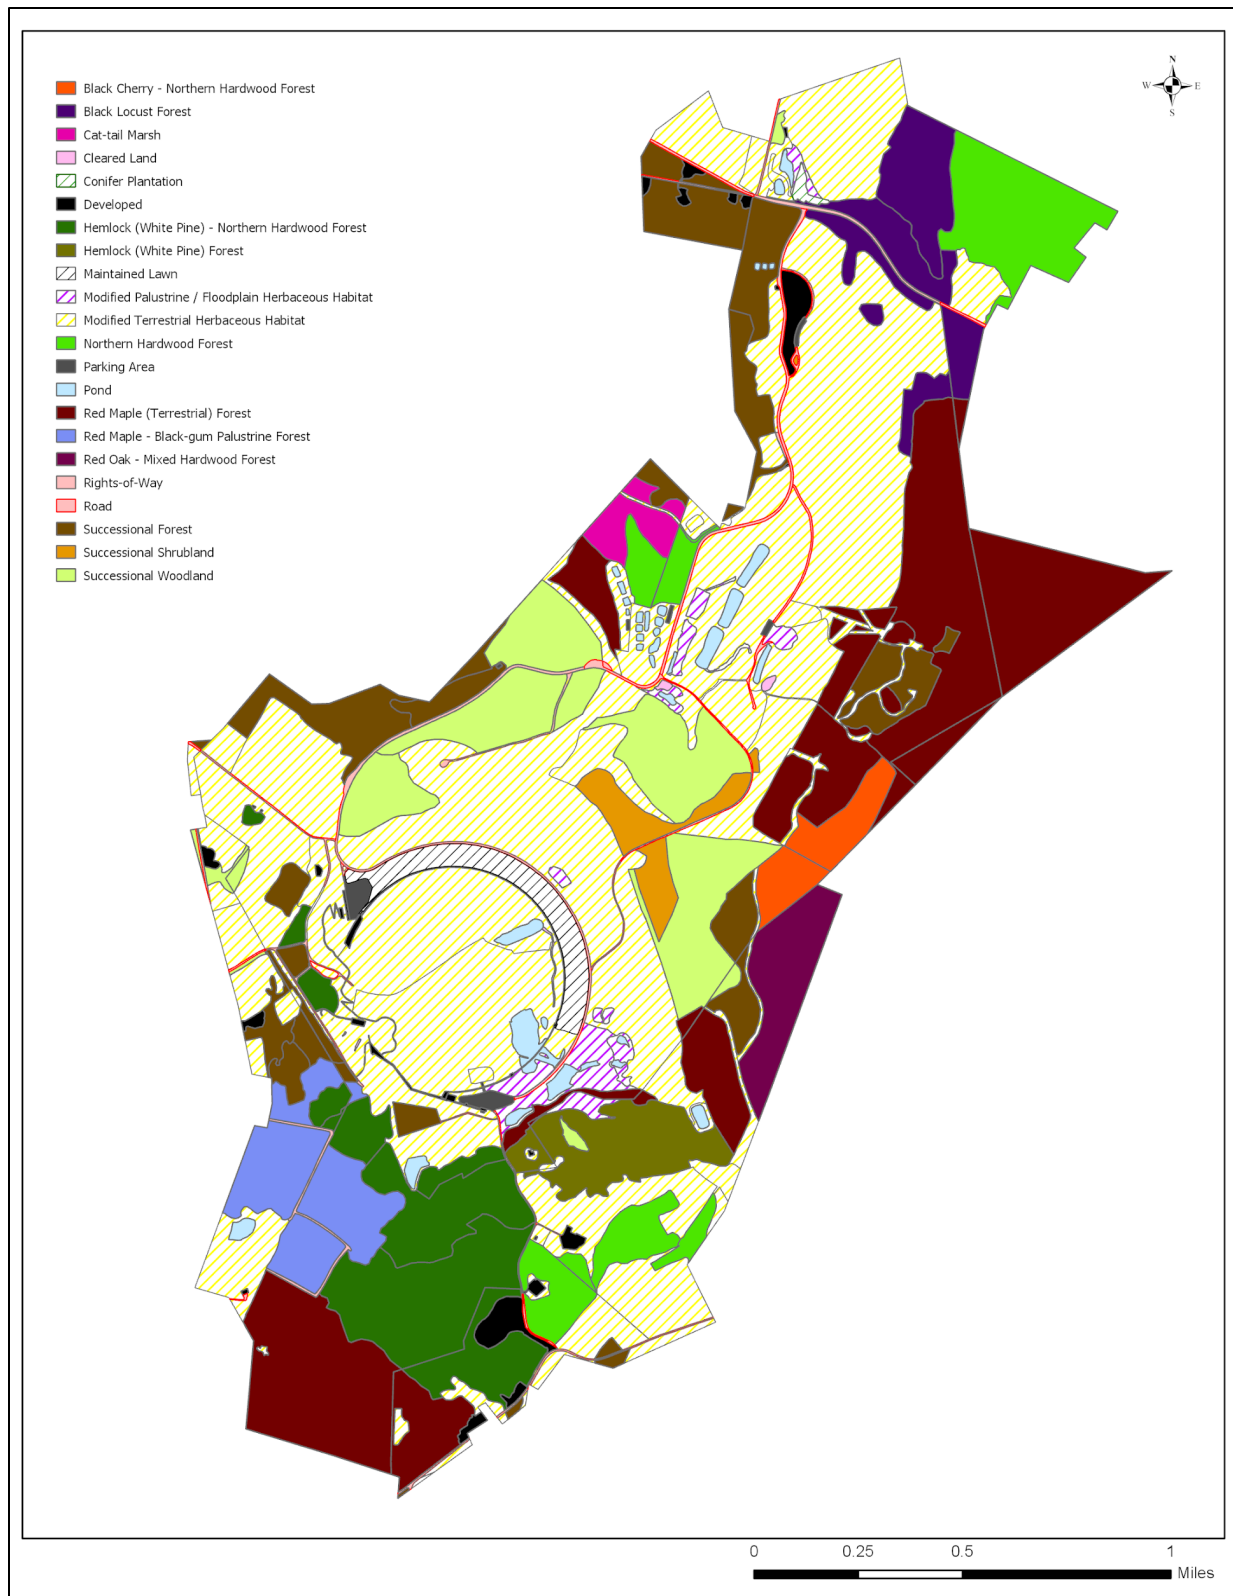 N
W E
S
Black Cherry - Northern Hardwood Forest
Black Locust Forest
Cat-tail Marsh
Cleared Land
Conifer Plantation
Developed
Hemlock (White Pine) - Northern Hardwood Forest
Hemlock (White Pine) Forest
Maintained Lawn
Modified Palustrine / Floodplain Herbaceous Habitat
Modified Terrestrial Herbaceous Habitat
Northern Hardwood Forest
Parking Area
Pond
Red Maple (Terrestrial) Forest
Red Maple - Black-gum Palustrine Forest
Red Oak - Mixed Hardwood Forest
Rights-of-Way
Road
Successional Forest
Successional Shrubland
Successional Woodland
0 0.25 0.5 1
Miles